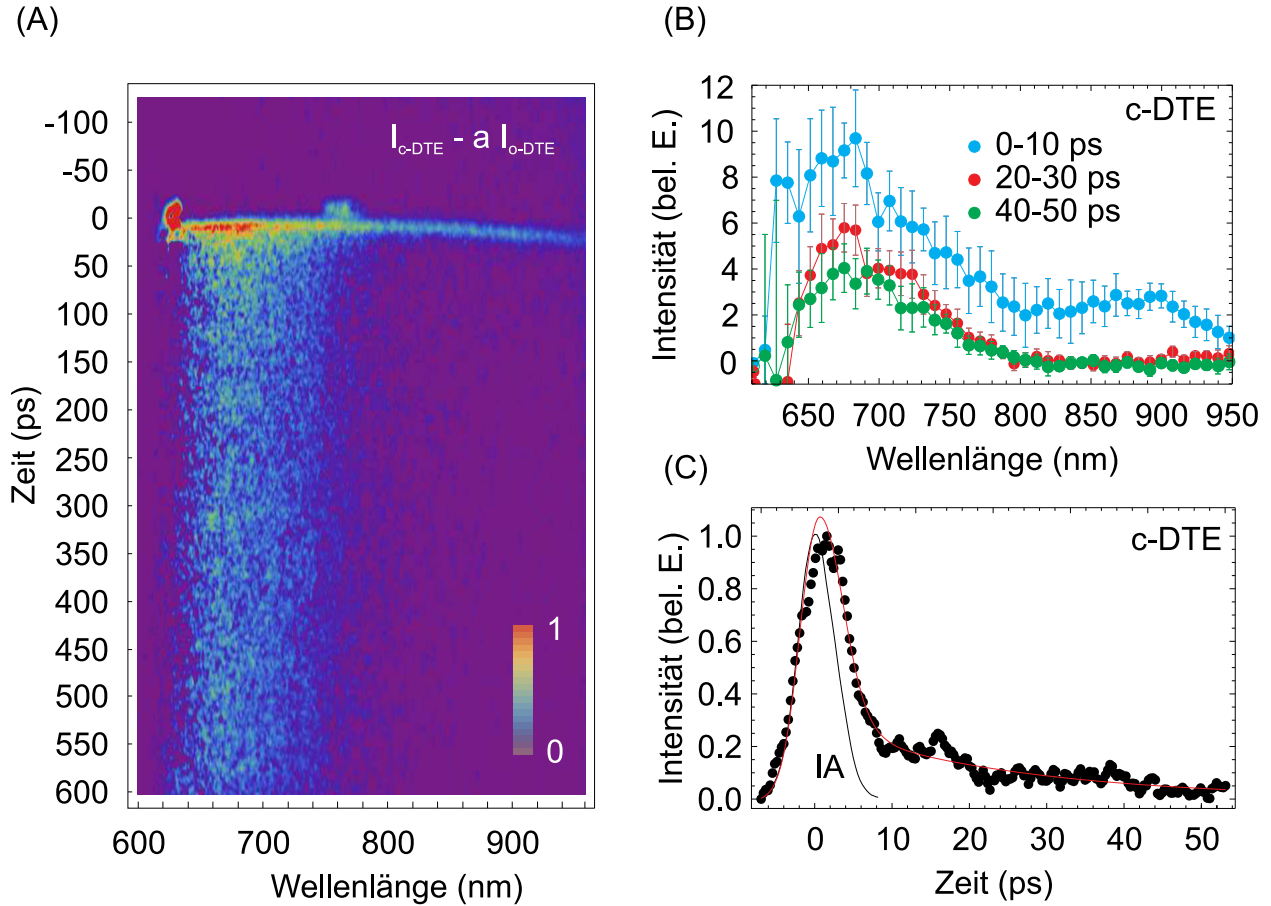 (A)
I c-DTE - a I o-DTE
Zeit (ps)
-100
-50
0
50
100
150
200
250
300
350
400
450
500
550
600
1
0
600 700 800 900
Wellenlänge (nm)
(B)
c-DTE
0-10 ps
20-30 ps
40-50 ps
Intensität (bel. E.)
12
10
8
6
4
2
0
650 700 750 800 850 900 950
Wellenlänge (nm)
(C)
c-DTE
IA
Intensität (bel. E.)
1.0
0.8
0.6
0.4
0.2
0.0
0 10 20 30 40 50
Zeit (ps)